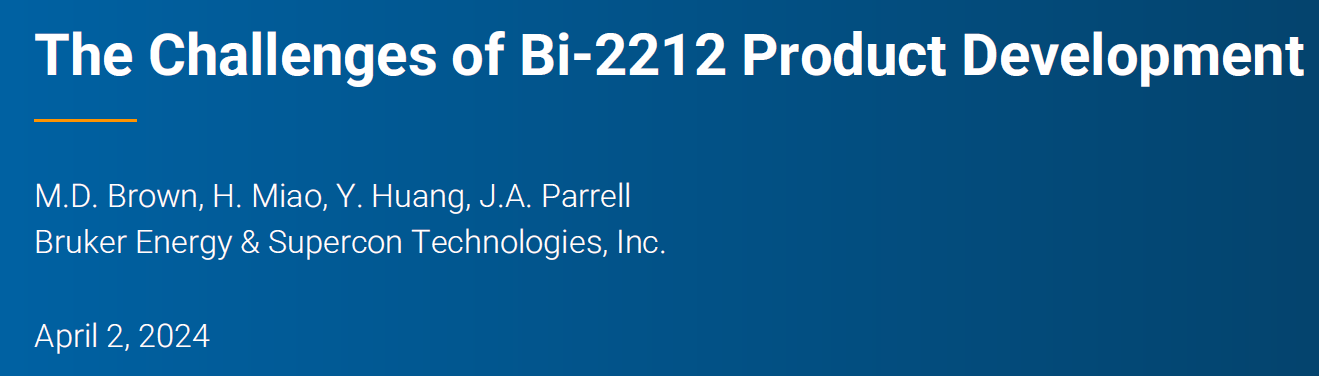 The Challenges of Bi-2212 Product Development
M.D. Brown, H. Miao, Y. Huang, J.A. Parrell
Bruker Energy & Supercon Technologies, Inc.
April 2, 2024